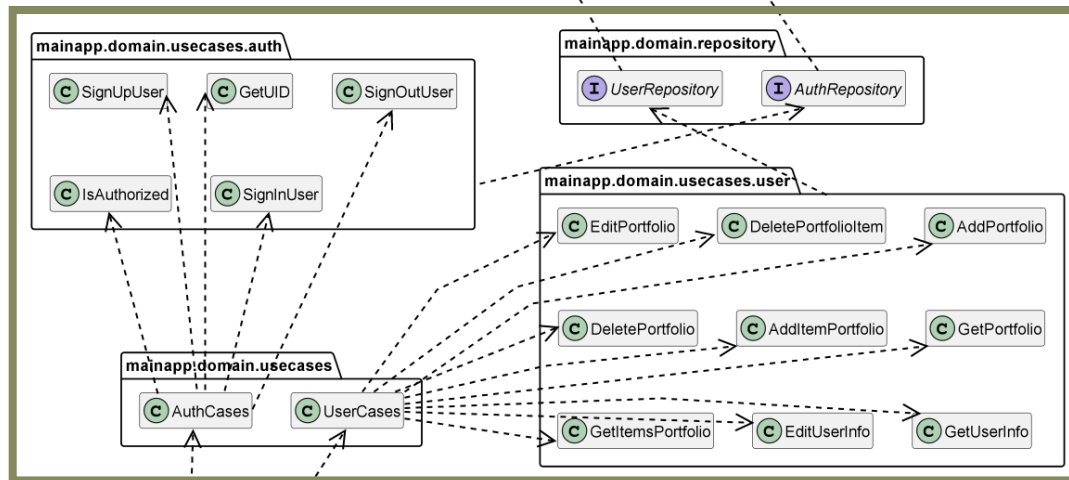 mainapp.domain.usecases.auth
C SignUpUser
C GetUID
C SignOutUser
C IsAuthorized
C SignInUser
mainapp.domain.repository
I UserRepository
I AuthRepository
mainapp.domain.usecases.user
C EditPortfolio
C DeletePortfolioItem
C AddPortfolio
C DeletePortfolio
C AddItemPortfolio
C GetPortfolio
C GetItemsPortfolio
C EditUserInfo
C GetUserInfo
mainapp.domain.usecases
C AuthCases
C UserCases